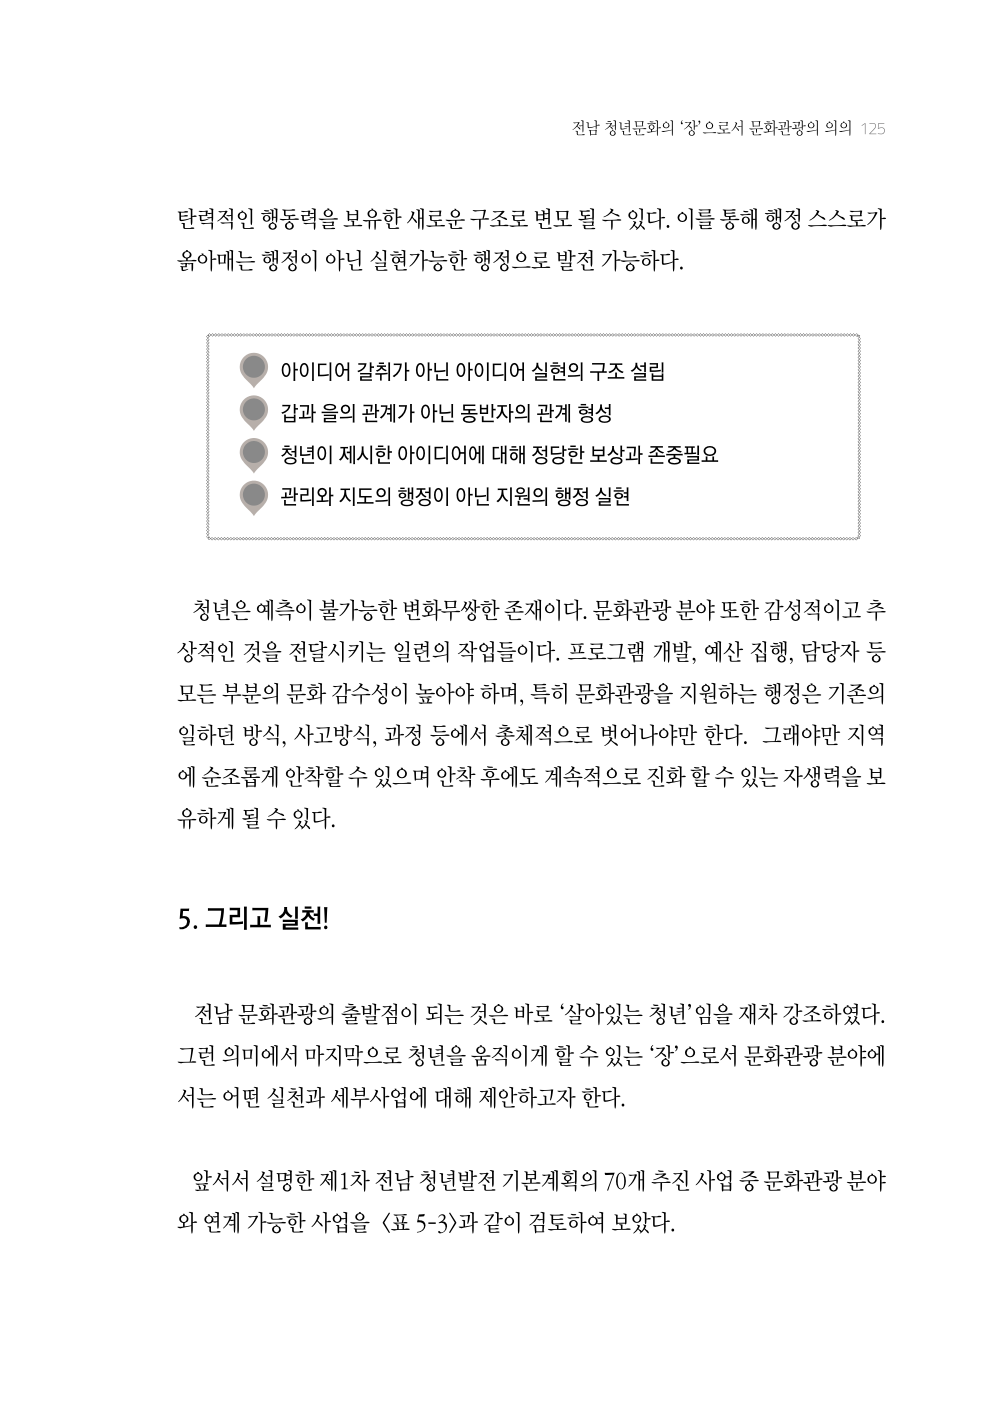 전남 청년문화의 ‘장’으로서 문화관광의 의의 125
탄력적인 행동력을 보유한 새로운 구조로 변모 될 수 있다. 이를 통해 행정 스스로가
옭아매는 행정이 아닌 실현가능한 행정으로 발전 가능하다.
아이디어 갈취가 아닌 아이디어 실현의 구조 설립
갑과 을의 관계가 아닌 동반자의 관계 형성
청년이 제시한 아이디어에 대해 정당한 보상과 존중필요
관리와 지도의 행정이 아닌 지원의 행정 실현
청년은 예측이 불가능한 변화무쌍한 존재이다. 문화관광 분야 또한 감성적이고 추
상적인 것을 전달시키는 일련의 작업들이다. 프로그램 개발, 예산 집행, 담당자 등
모든 부분의 문화 감수성이 높아야 하며, 특히 문화관광을 지원하는 행정은 기존의
일하던 방식, 사고방식, 과정 등에서 총체적으로 벗어나야만 한다. 그래야만 지역
에 순조롭게 안착할 수 있으며 안착 후에도 계속적으로 진화 할 수 있는 자생력을 보
유하게 될 수 있다.
5. 그리고 실천!
전남 문화관광의 출발점이 되는 것은 바로 ‘살아있는 청년’임을 재차 강조하였다.
그런 의미에서 마지막으로 청년을 움직이게 할 수 있는 ‘장’으로서 문화관광 분야에
서는 어떤 실천과 세부사업에 대해 제안하고자 한다.
앞서서 설명한 제1차 전남 청년발전 기본계획의 70개 추진 사업 중 문화관광 분야
와 연계 가능한 사업을 〈표 5-3〉과 같이 검토하여 보았다.